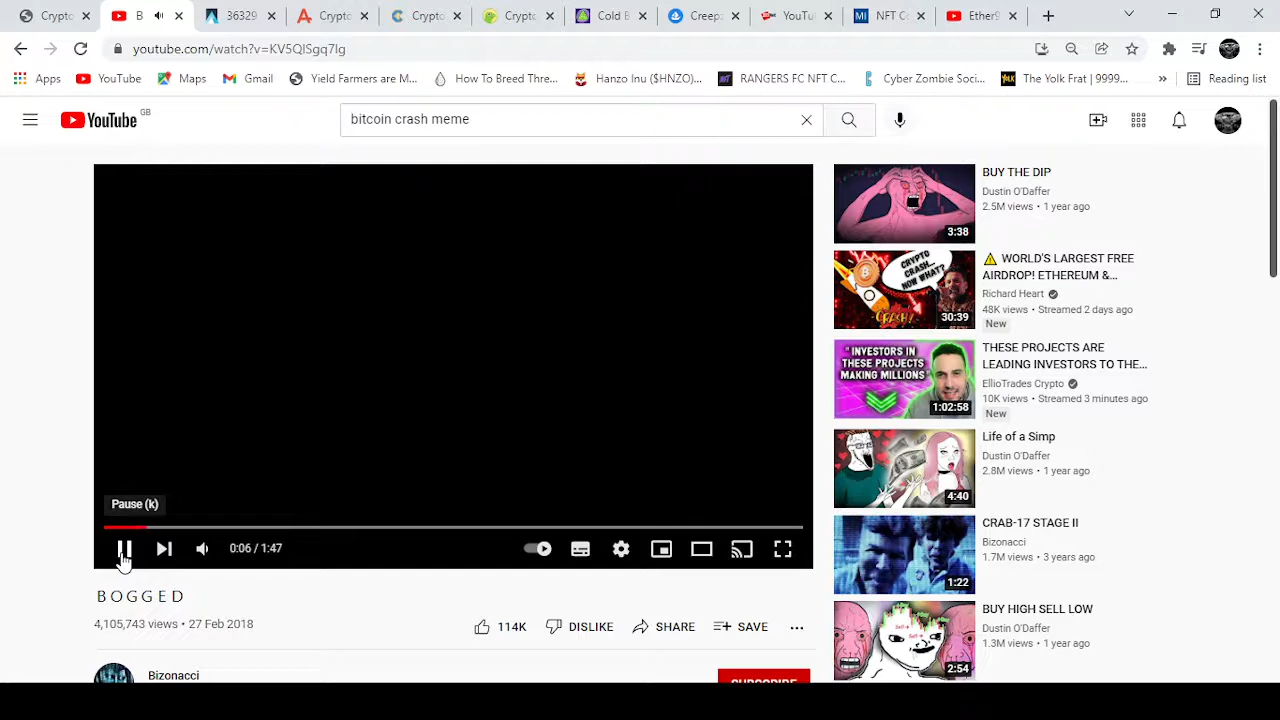 Crypto
B
36329
Crypto
Crypto
Crypto
Cold B
Creepz
YouTu
NFT Co
Ether9
youtube.com/watch?v=KV5QlSgq7lg
Apps
YouTube
Maps
Gmail
Yield Farmers are M...
How To Breed Thre...
Hanzo Inu ($HNZO)...
RANGERS FC NFT C...
Cyber Zombie Soci...
The Yolk Frat | 9999...
»
Reading list
YouTube GB
bitcoin crash meme
Pause (k)
0:06 / 1:47
B O G G E D
4,105,743 views • 27 Feb 2018
114K
DISLIKE
SHARE
SAVE
Bizonacci
SUBSCRIBE
3:38
BUY THE DIP
Dustin O'Daffer
2.5M views • 1 year ago
CRYPTO
CRASH...
NOW WHAT?
CRASH!
30:39
WORLD'S LARGEST FREE
AIRDROP! ETHEREUM &...
Richard Heart
48K views • Streamed 2 days ago
New
"INVESTORS IN
THESE PROJECTS
MAKING MILLIONS"
1:02:58
THESE PROJECTS ARE
LEADING INVESTORS TO THE...
EllioTrades Crypto
10K views • Streamed 3 minutes ago
New
4:40
Life of a Simp
Dustin O'Daffer
2.8M views • 1 year ago
1:22
CRAB-17 STAGE II
Bizonacci
1.7M views • 3 years ago
2:54
BUY HIGH SELL LOW
Dustin O'Daffer
1.3M views • 1 year ago